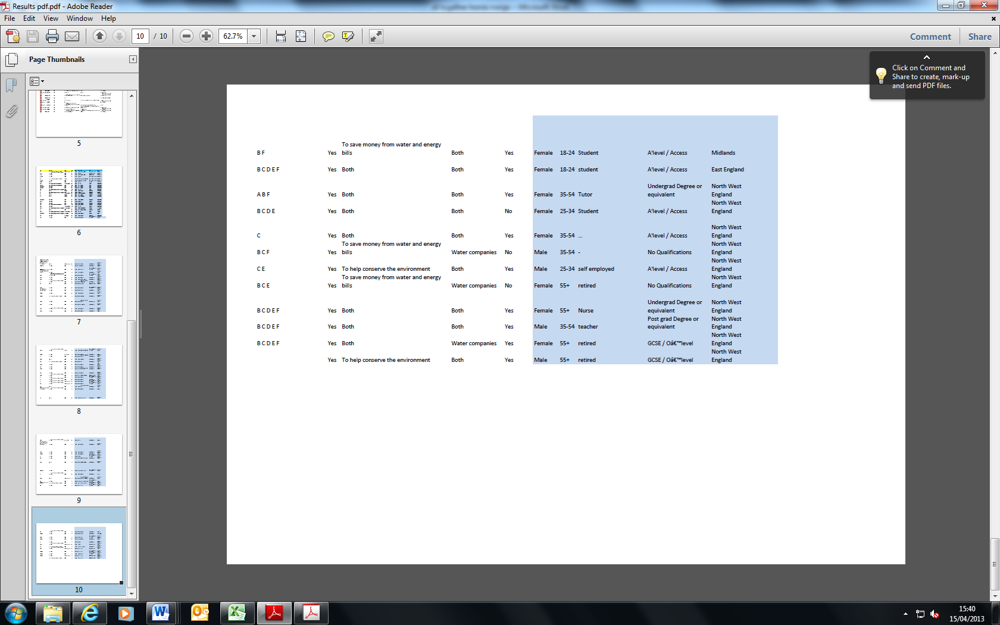 Results pdf.pdf - Adobe Reader
File Edit View Window Help
10 / 10 62.7% Comment Share
Page Thumbnails
Click on Comment and
Share to create, mark-up
and send PDF files.
5
6
7
8
9
10
To save money from water and energy
B F Yes bills Both Yes Female 18-24 Student A'level / Access Midlands
B C D E F Yes Both Both Yes Female 18-24 student A'level / Access East England
Undergrad Degree or North West
A B F Yes Both Both Yes Female 35-54 Tutor equivalent England
North West
B C D E Yes Both Both No Female 25-34 Student A'level / Access England
North West
C Yes Both Both Yes Female 35-54 ... A'level / Access England
To save money from water and energy North West
B C F Yes bills Water companies No Male 35-54 - No Qualifications England
North West
C E Yes To help conserve the environment Both Yes Male 25-34 self employed A'level / Access England
To save money from water and energy North West
B C E Yes bills Water companies No Female 55+ retired No Qualifications England
Undergrad Degree or North West
B C D E F Yes Both Both Yes Female 55+ Nurse equivalent England
Post grad Degree or North West
B C D E F Yes Both Both Yes Male 35-54 teacher equivalent England
North West
B C D E F Yes Both Water companies Yes Female 55+ retired GCSE / Oâ€™level England
North West
Yes To help conserve the environment Both Yes Male 55+ retired GCSE / Oâ€™level England
15:40
15/04/2013